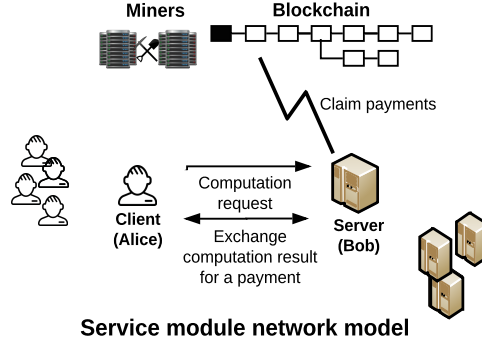 Miners
Blockchain
Claim payments
Computation
request
Client
(Alice)
Server
(Bob)
Exchange
computation result
for a payment
Service module network model